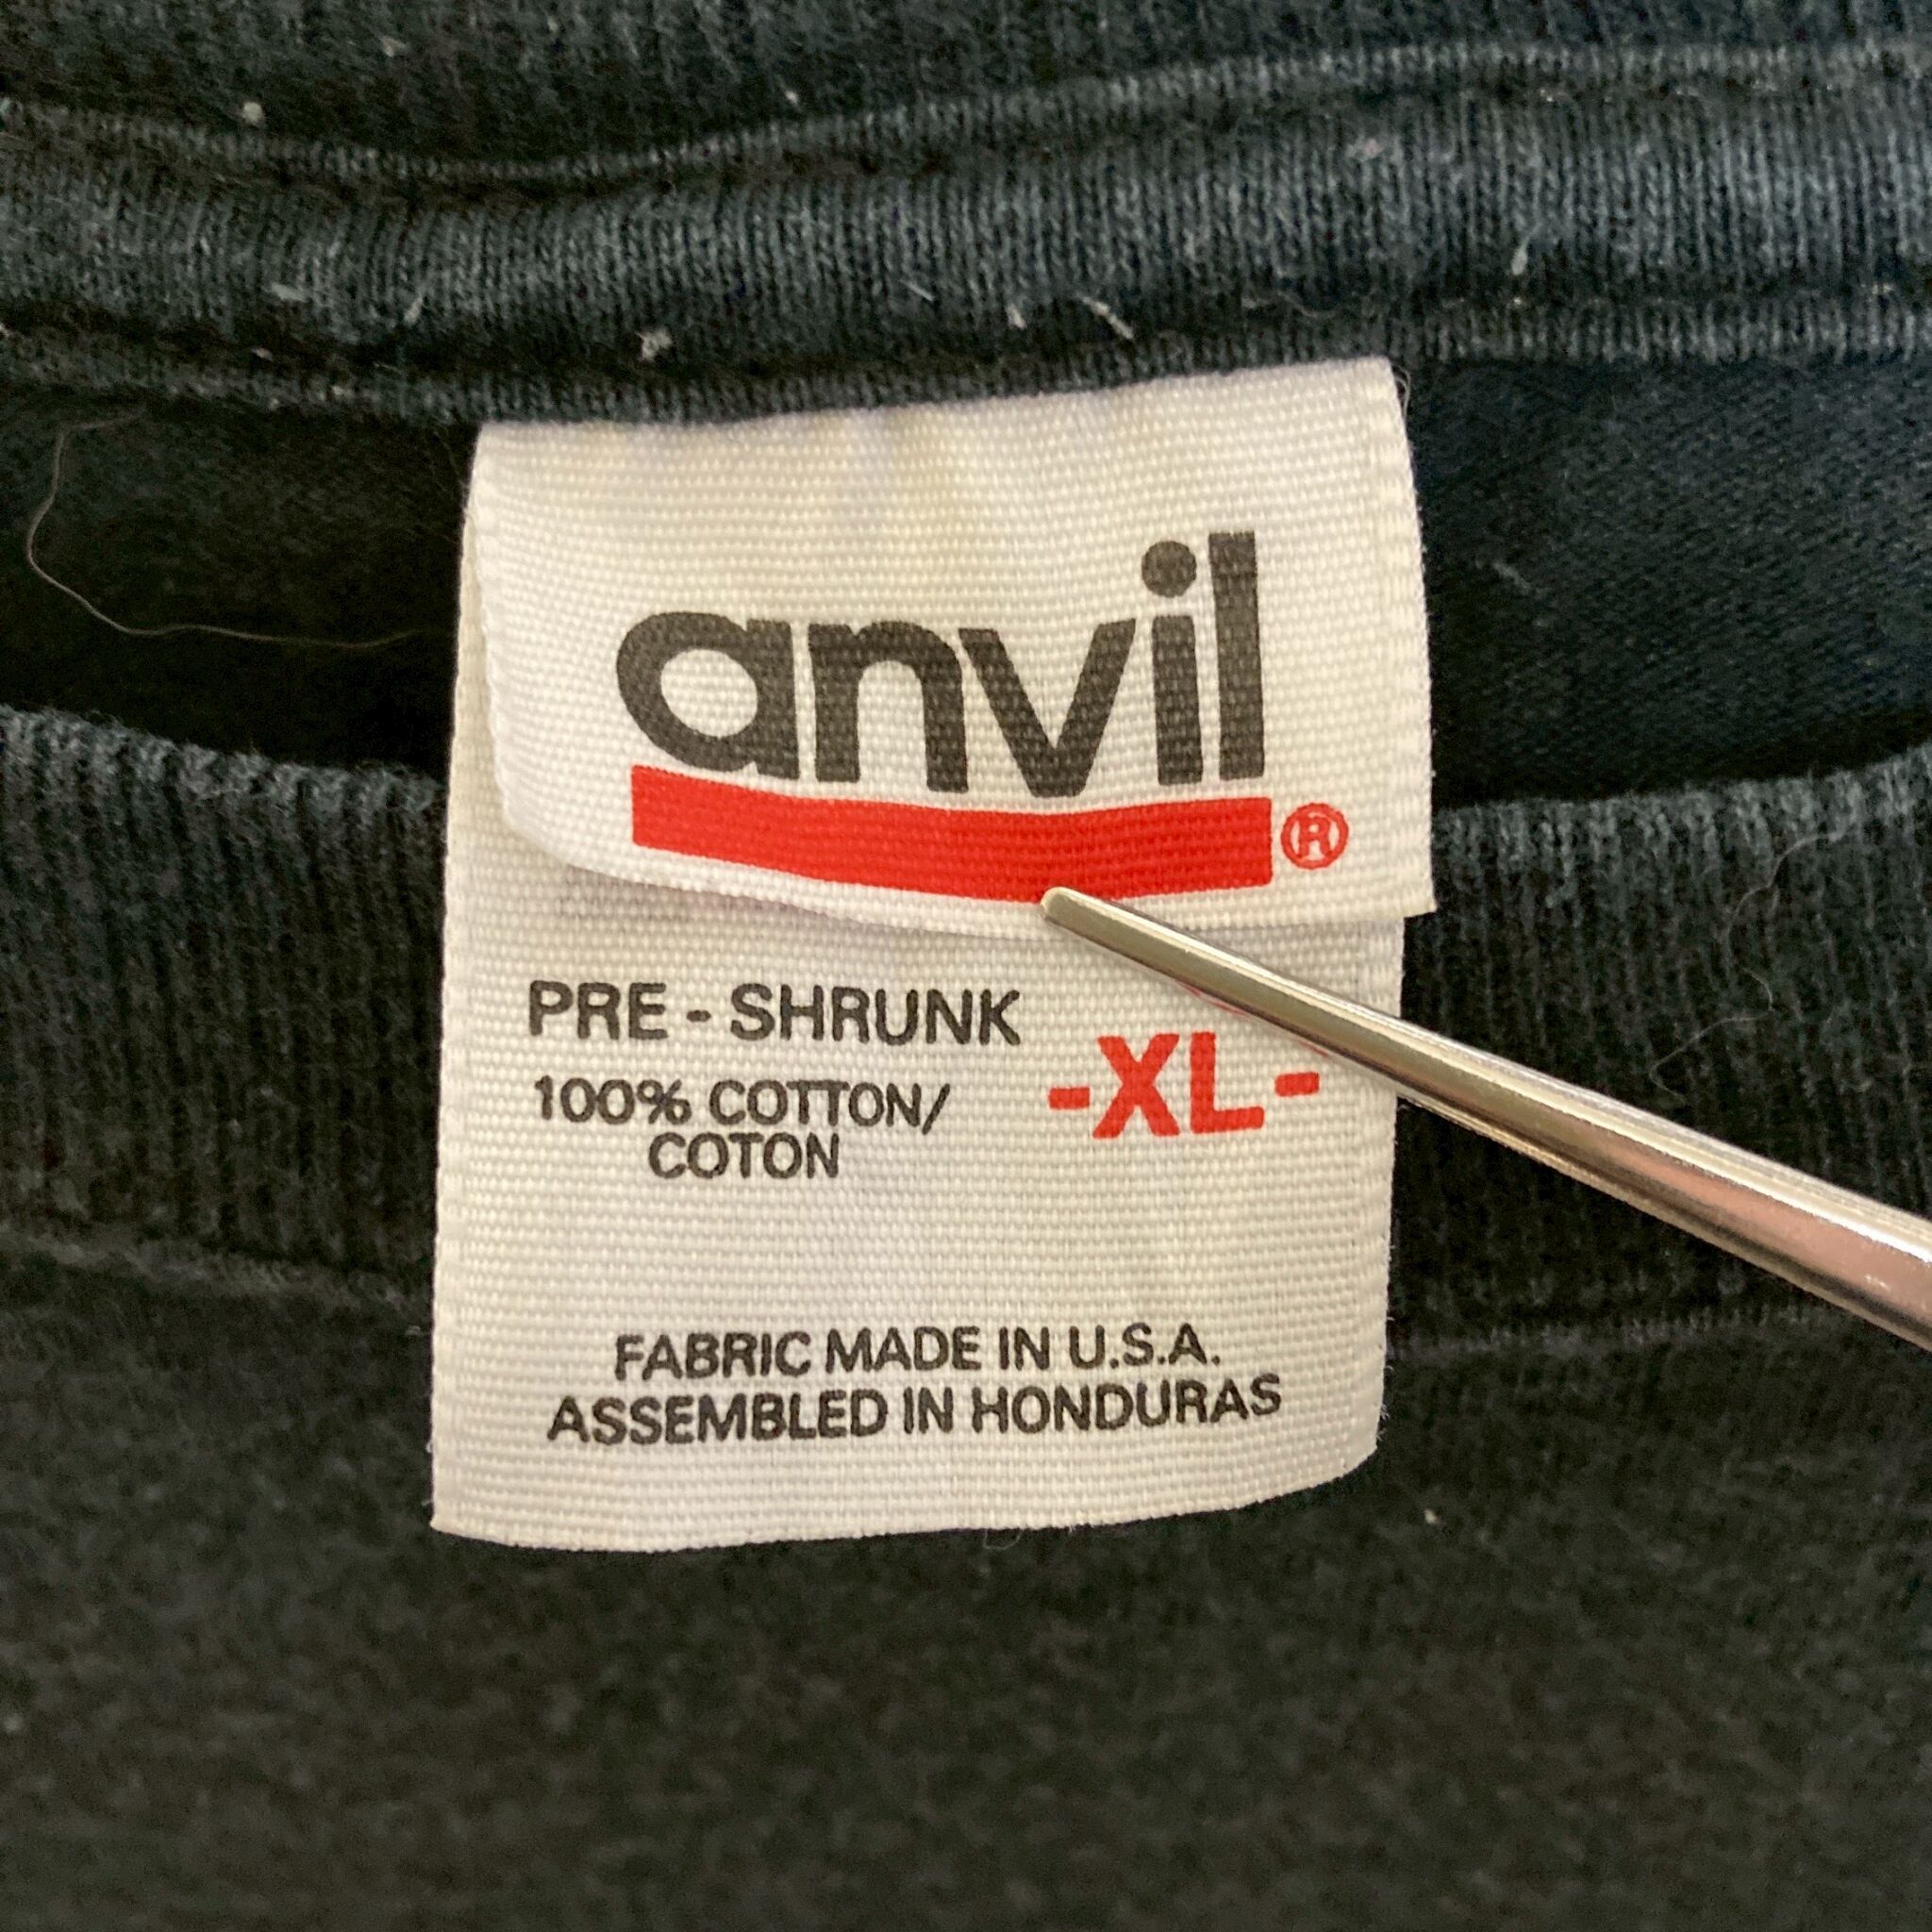 anvil®
PRE - SHRUNK
100% COTTON/
COTON
-XL-
FABRIC MADE IN U.S.A.
ASSEMBLED IN HONDURAS